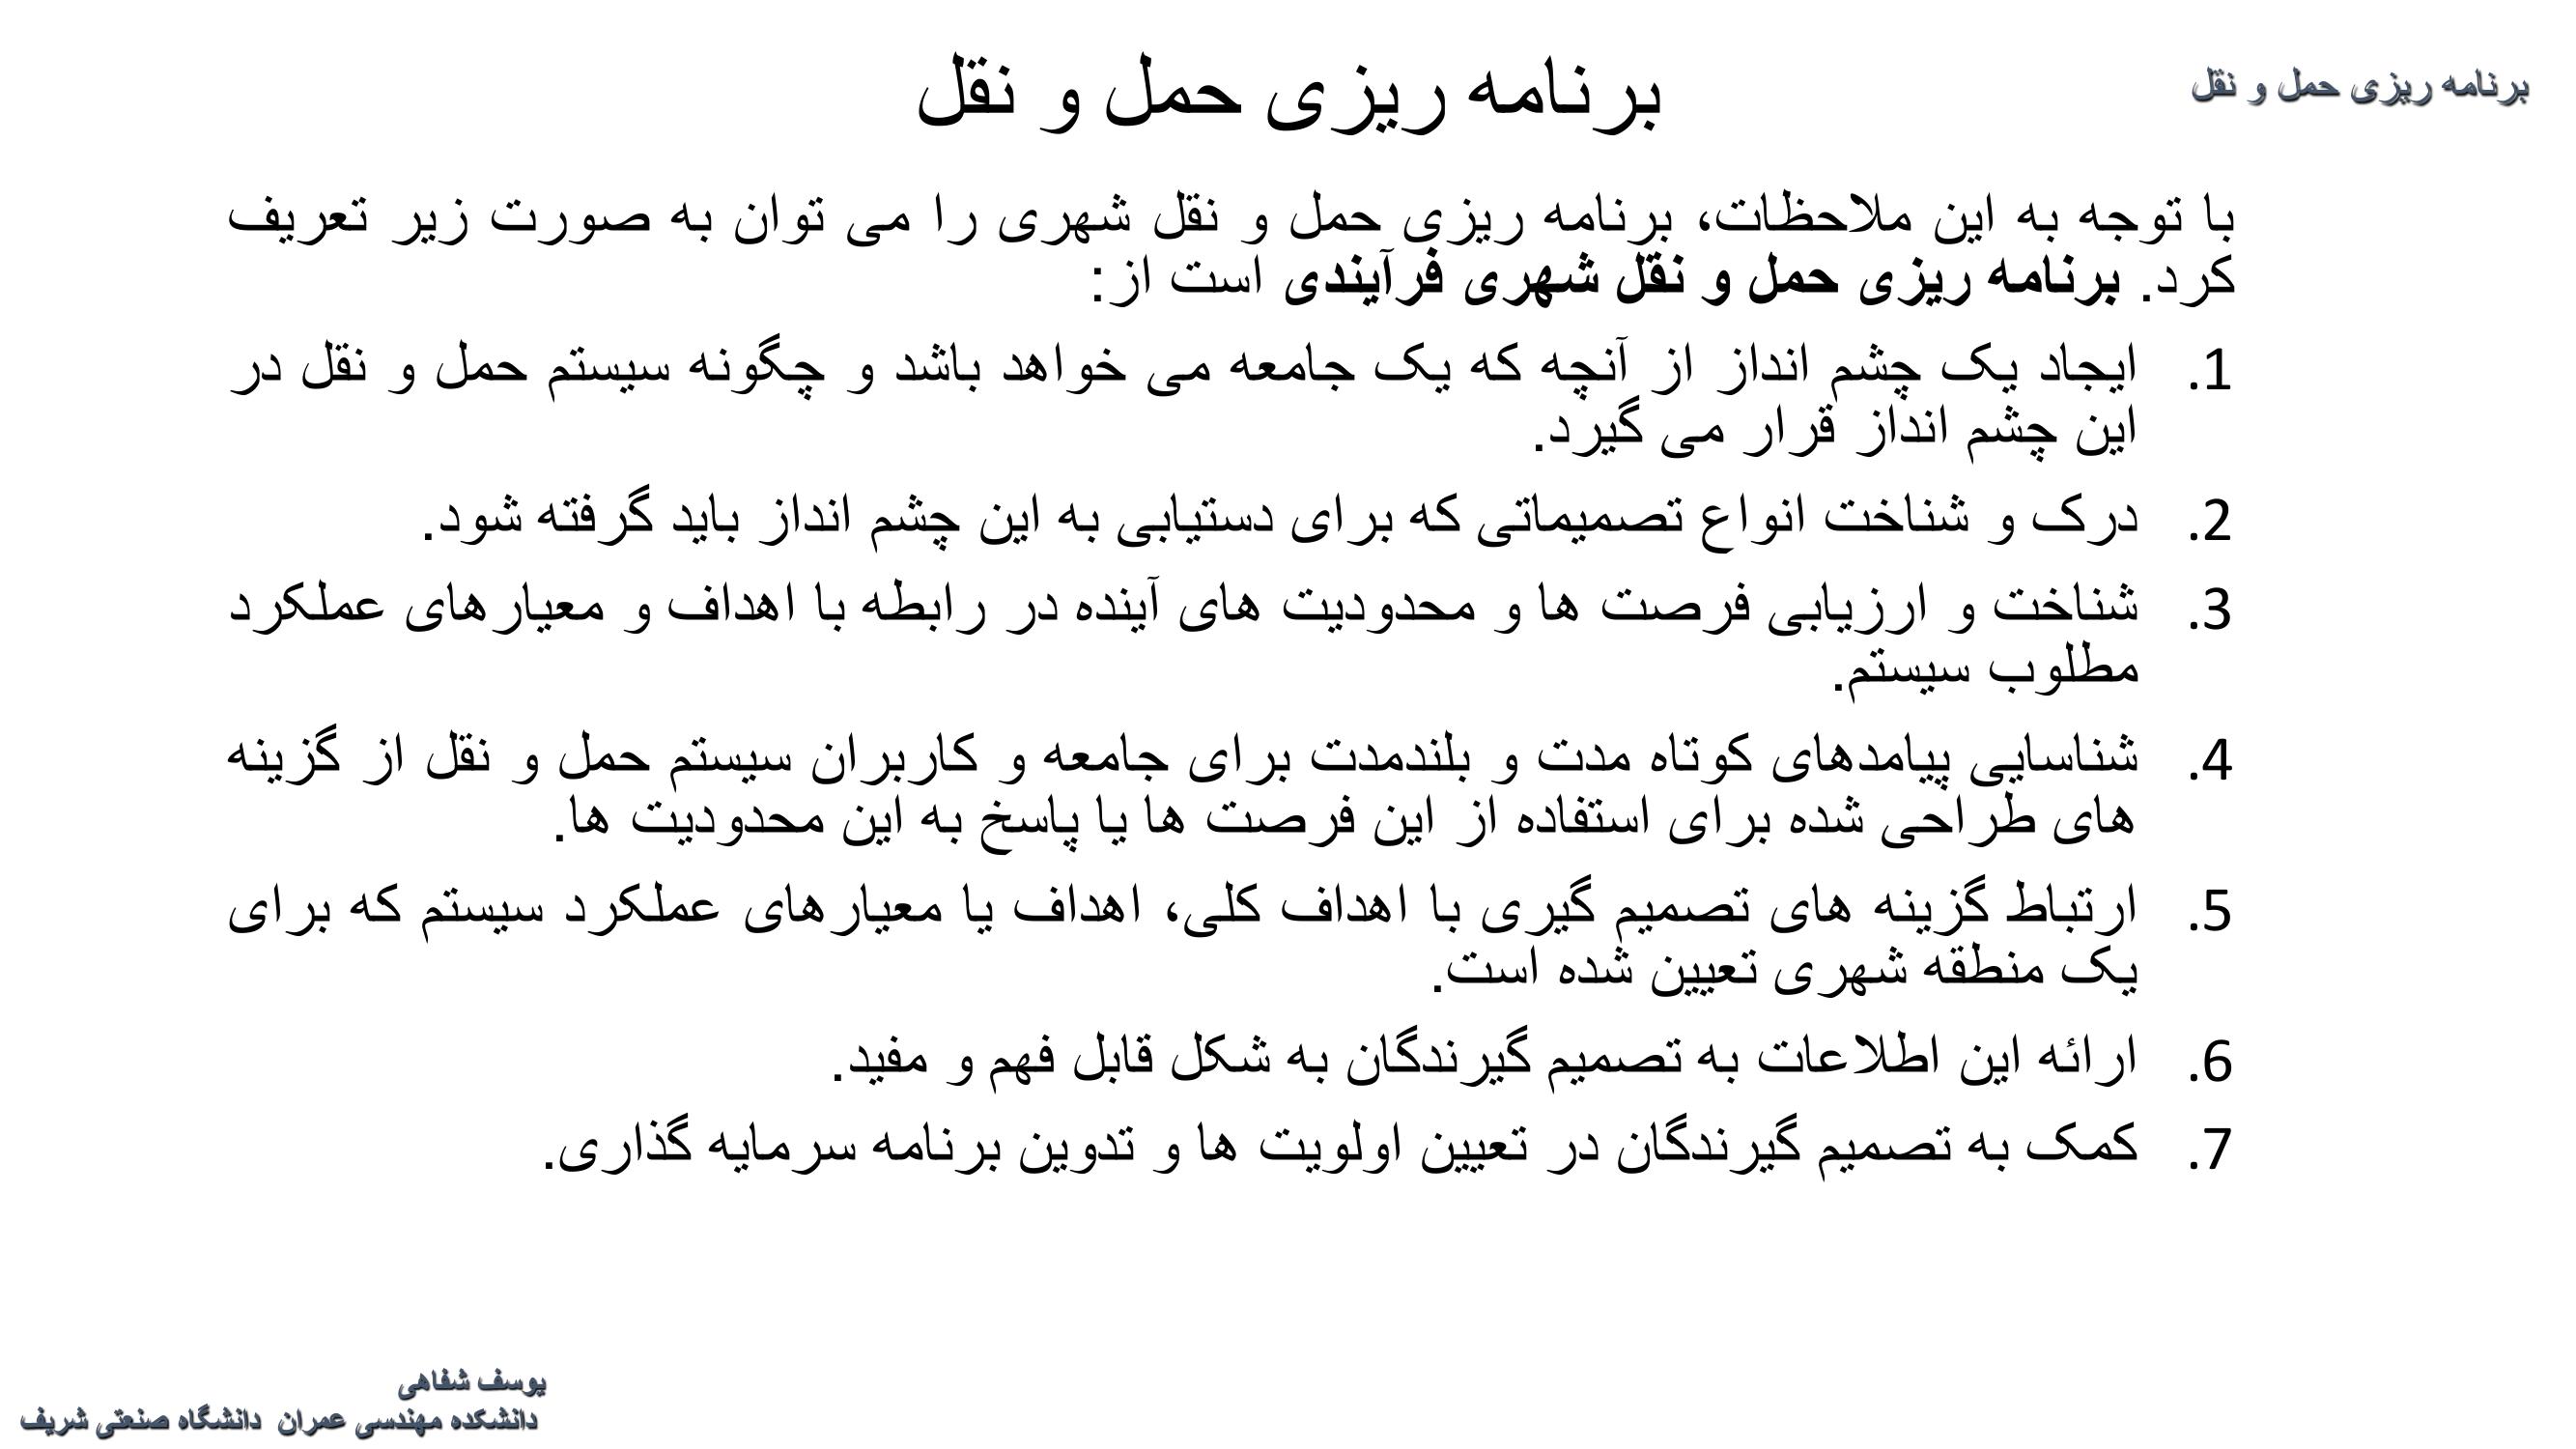 برنامه ریزی حمل و نقل
برنامه ریزی حمل و نقل
با توجه به این ملاحظات، برنامه ریزی حمل و نقل شهری را می توان به صورت زیر تعریف
کرد. برنامه ریزی حمل و نقل شهری فرآیندی است از:
1. ایجاد یک چشم انداز از آنچه که یک جامعه می خواهد باشد و چگونه سیستم حمل و نقل در
این چشم انداز قرار می گیرد.
2. درک و شناخت انواع تصمیماتی که برای دستیابی به این چشم انداز باید گرفته شود.
3. شناخت و ارزیابی فرصت ها و محدودیت های آینده در رابطه با اهداف و معیارهای عملکرد
مطلوب سیستم.
4. شناسایی پیامدهای کوتاه مدت و بلندمدت برای جامعه و کاربران سیستم حمل و نقل از گزینه
های طراحی شده برای استفاده از این فرصت ها یا پاسخ به این محدودیت ها.
5. ارتباط گزینه های تصمیم گیری با اهداف کلی، اهداف یا معیارهای عملکرد سیستم که برای
یک منطقه شهری تعیین شده است.
6. ارائه این اطلاعات به تصمیم گیرندگان به شکل قابل فهم و مفید.
7. کمک به تصمیم گیرندگان در تعیین اولویت ها و تدوین برنامه سرمایه گذاری.
یوسف شفاهی
دانشکده مهندسی عمران دانشگاه صنعتی شریف